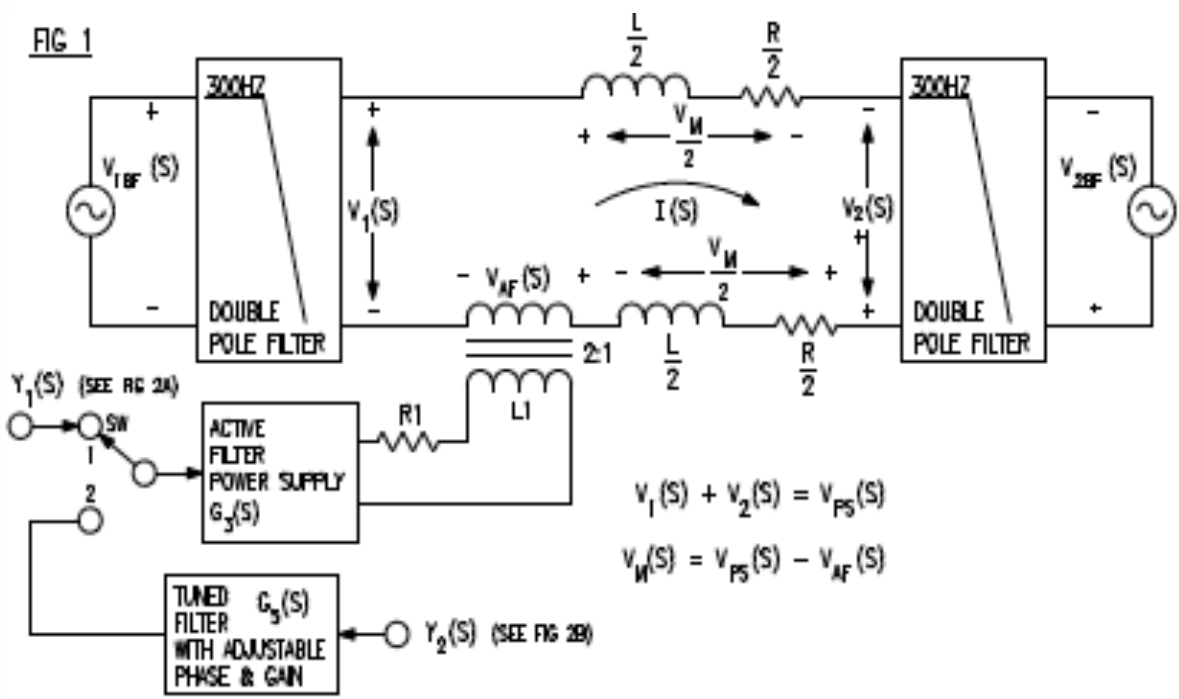 FIG 1
L
2
R
2
300HZ
300HZ
+
+
+
V_M
2
-
-
-
V_1BF(S)
V_1(S)
I(S)
V_2(S)
+
V_2BF(S)
- V_AF(S) +
- V_M +
2
-
-
+
+
DOUBLE
POLE FILTER
2:1
L
2
R
2
DOUBLE
POLE FILTER
Y_1(S) (SEE FIG 2A)
SW
1
2
ACTIVE
FILTER
POWER SUPPLY
G_3(S)
R1
L1
V_1(S) + V_2(S) = V_PS(S)
V_M(S) = V_PS(S) - V_AF(S)
TUNED G_5(S)
FILTER
WITH ADJUSTABLE
PHASE & GAIN
Y_2(S) (SEE FIG 2B)